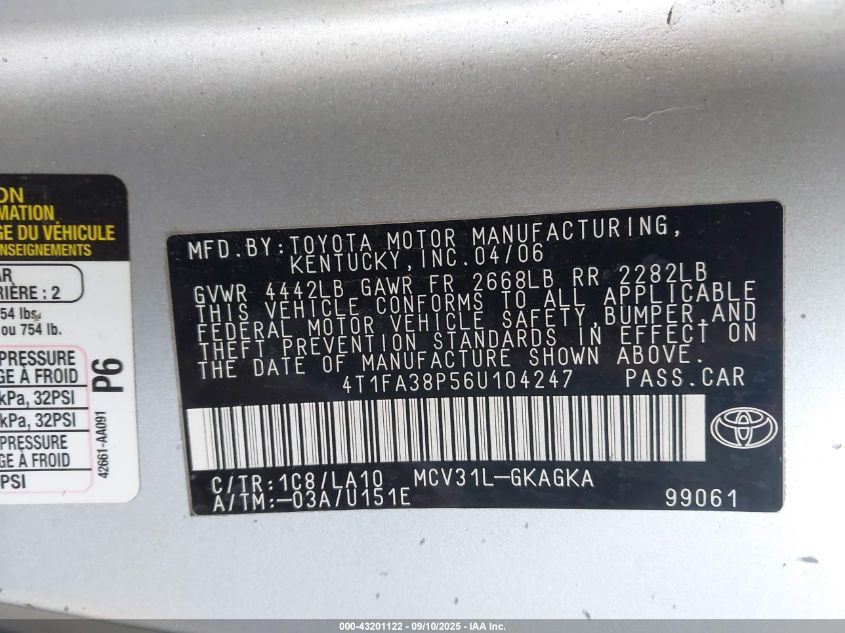 ON
MATION
GE DU VÉHICULE
ENSEIGNEMENTS
AR
RIÈRE : 2
54 lbs.
ou 754 lb.
PRESSURE
GE À FROID
kPa, 32PSI
kPa, 32PSI
PRESSURE
GE À FROID
PSI
P6
42661-AA091
MFD.BY:TOYOTA MOTOR MANUFACTURING,
KENTUCKY,INC.04/06
GVWR 4442LB GAWR FR 2668LB RR 2282LB
THIS VEHICLE CONFORMS TO ALL APPLICABLE
FEDERAL MOTOR VEHICLE SAFETY,BUMPER,AND
THEFT PREVENTION STANDARDS IN EFFECT ON
THE DATE OF MANUFACTURE SHOWN ABOVE.
4T1FA38P56U104247 PASS.CAR
C/TR:1C8/LA10 MCV31L-GKAGKA
A/TM:-03A/U151E 99061
000-43201122 - 09/10/2025 - IAA Inc.